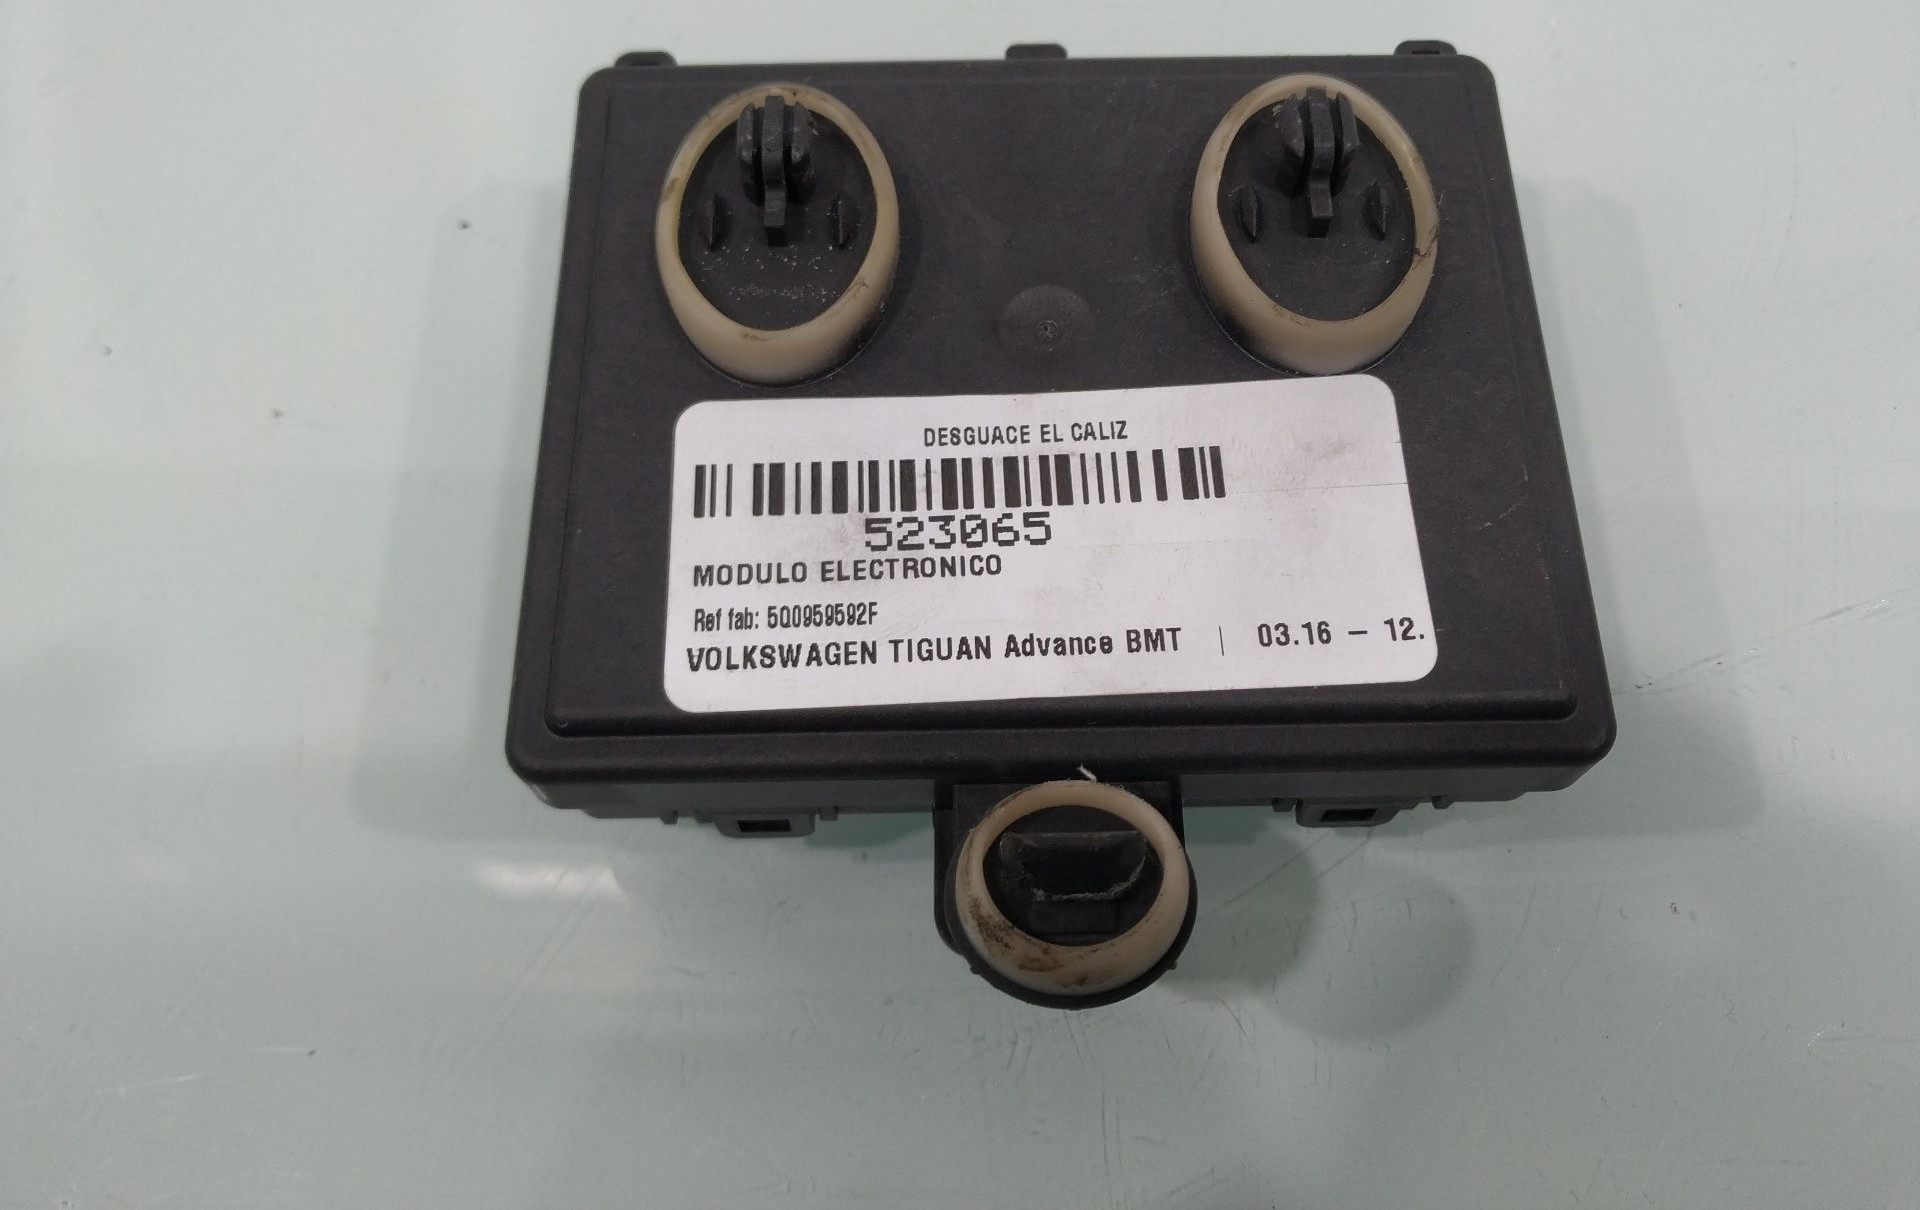 DESGUACE EL CALIZ
523065
MODULO ELECTRONICO
Ref fab: 5Q0959592F
VOLKSWAGEN TIGUAN Advance BMT | 03.16 – 12.